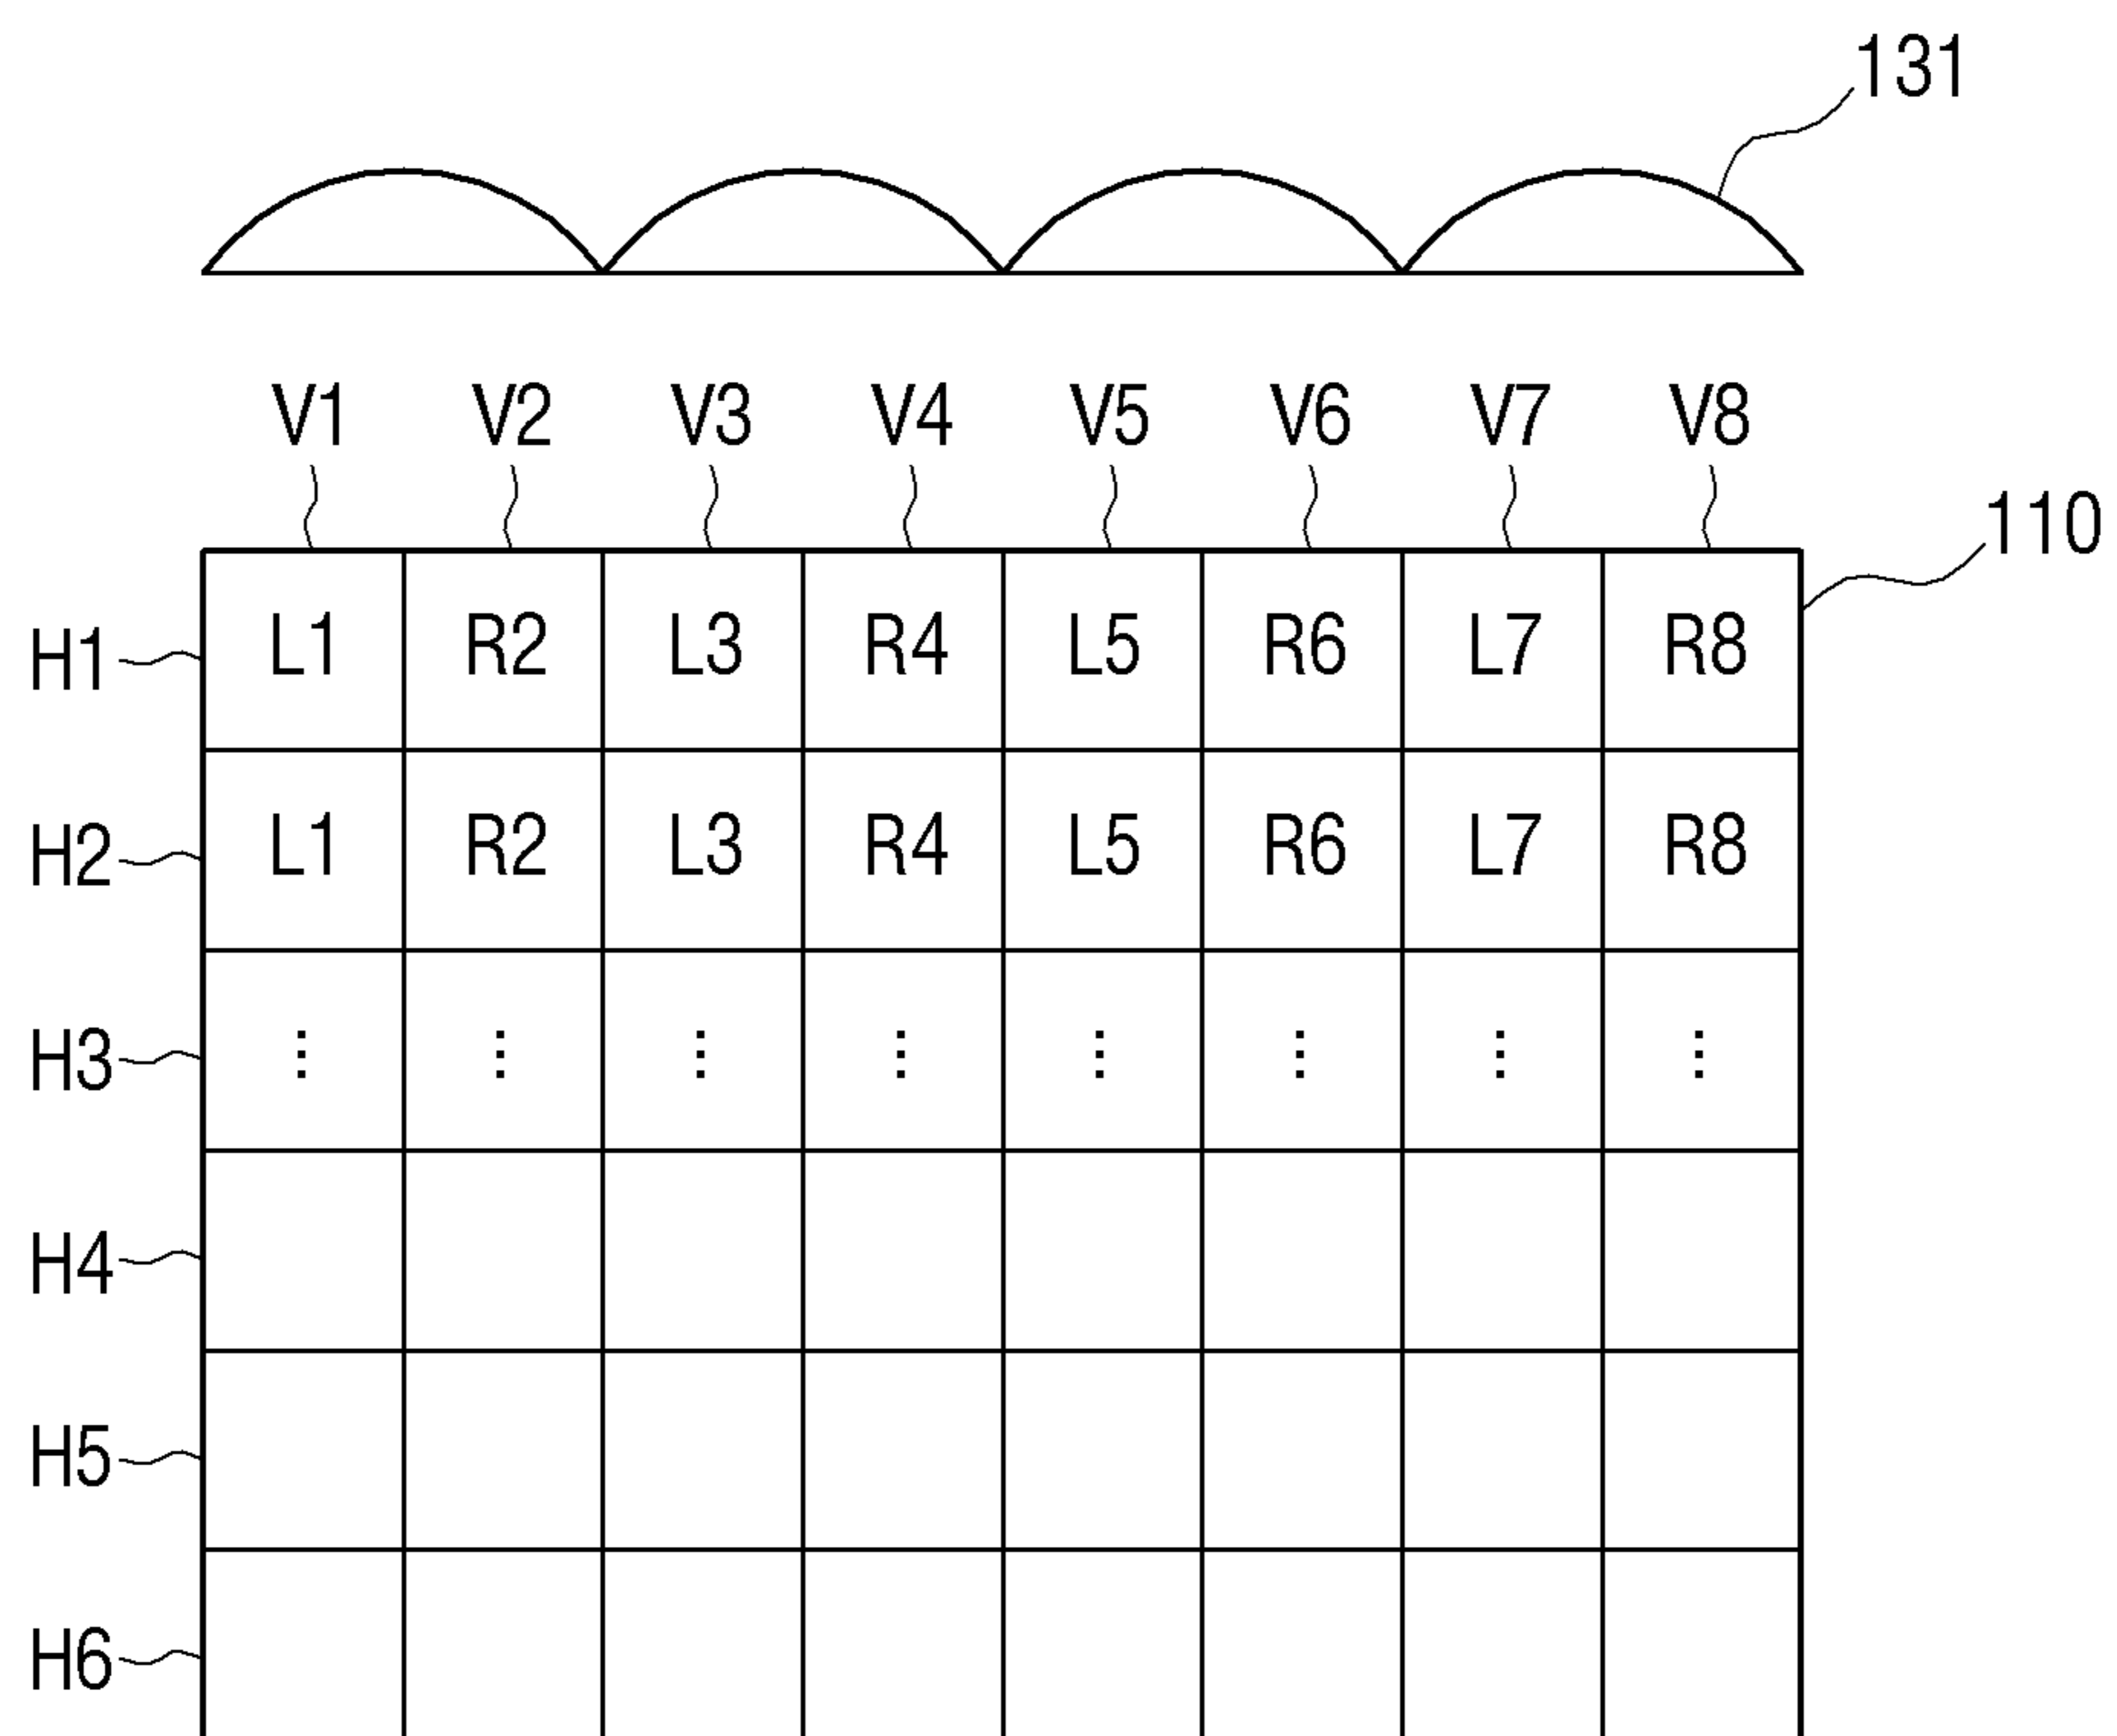 131
V1 V2 V3 V4 V5 V6 V7 V8
110
H1 L1 R2 L3 R4 L5 R6 L7 R8
H2 L1 R2 L3 R4 L5 R6 L7 R8
H3 ⋮ ⋮ ⋮ ⋮ ⋮ ⋮ ⋮ ⋮
H4
H5
H6